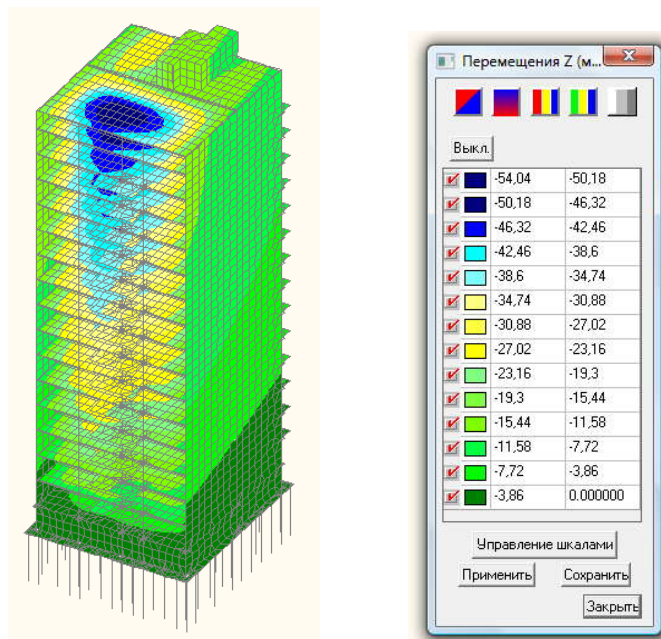 Перемещения Z (м...
Выкл.
-54,04 -50,18
-50,18 -46,32
-46,32 -42,46
-42,46 -38,6
-38,6 -34,74
-34,74 -30,88
-30,88 -27,02
-27,02 -23,16
-23,16 -19,3
-19,3 -15,44
-15,44 -11,58
-11,58 -7,72
-7,72 -3,86
-3,86 0.000000
Управление шкалами
Применить Сохранить
Закрыть